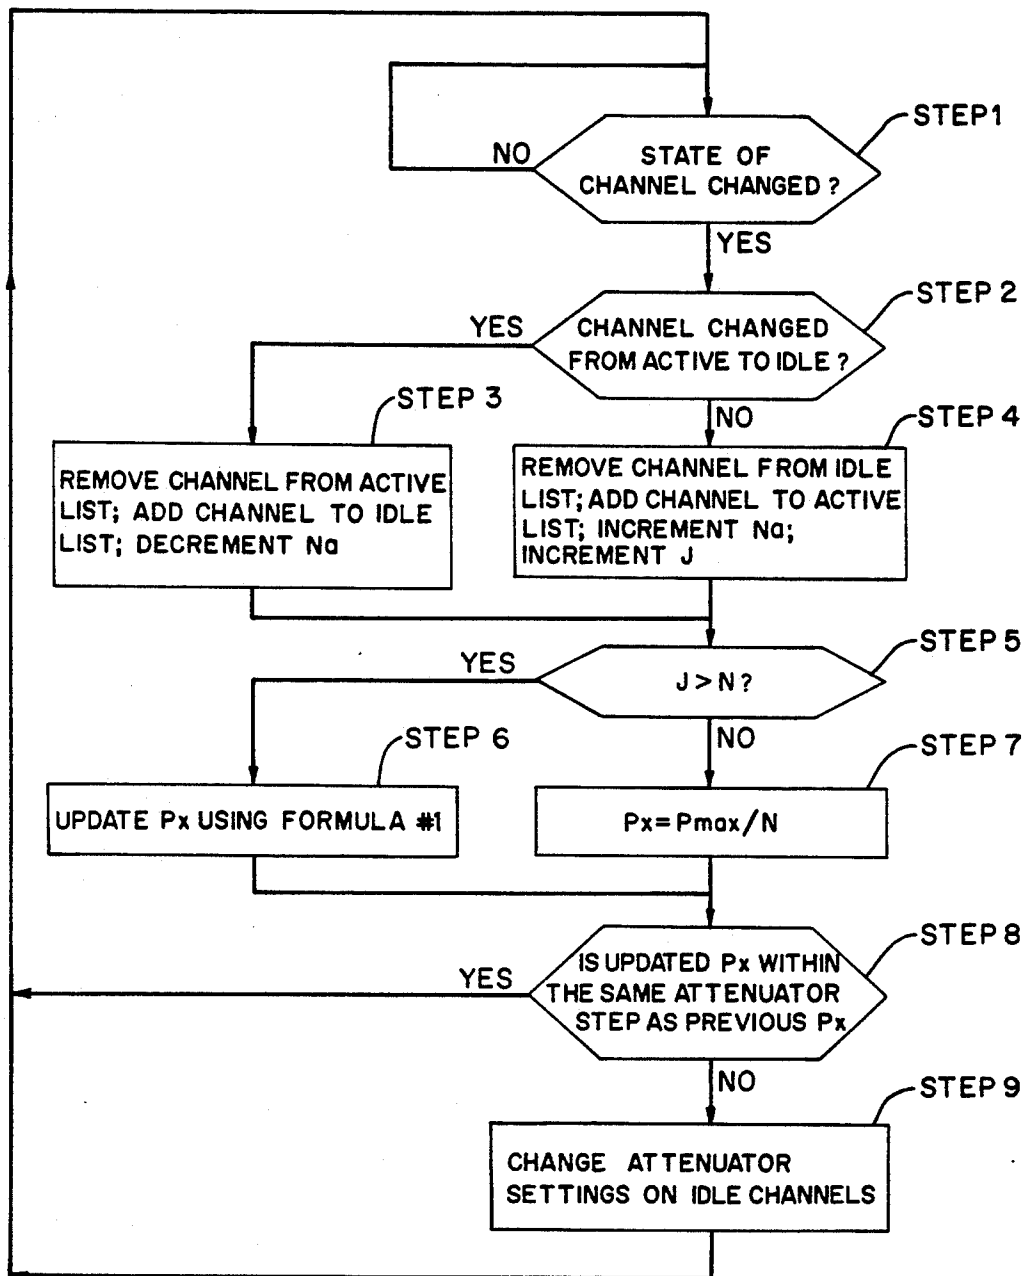 STEP1
STATE OF
CHANNEL CHANGED?
NO
YES
STEP 2
CHANNEL CHANGED
FROM ACTIVE TO IDLE?
YES
NO
STEP 3
REMOVE CHANNEL FROM ACTIVE
LIST; ADD CHANNEL TO IDLE
LIST; DECREMENT Na
STEP 4
REMOVE CHANNEL FROM IDLE
LIST; ADD CHANNEL TO ACTIVE
LIST; INCREMENT Na;
INCREMENT J
STEP 5
J > N?
YES
NO
STEP 6
UPDATE Px USING FORMULA #1
STEP 7
Px = Pmax/N
STEP 8
IS UPDATED Px WITHIN
THE SAME ATTENUATOR
STEP AS PREVIOUS Px
YES
NO
STEP 9
CHANGE ATTENUATOR
SETTINGS ON IDLE CHANNELS